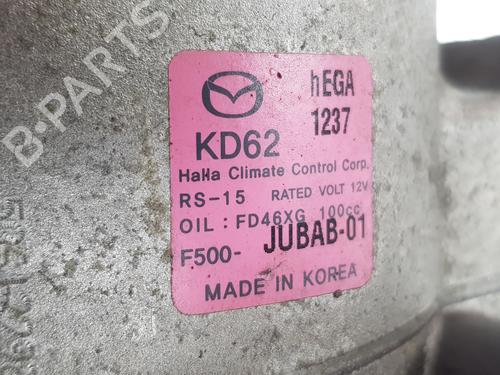 B-PARTS
hEGA
1237
KD62
Halla Climate Control Corp.
RS-15 RATED VOLT 12V
OIL : FD46XG 100cc
F500- JUBAB-01
MADE IN KOREA